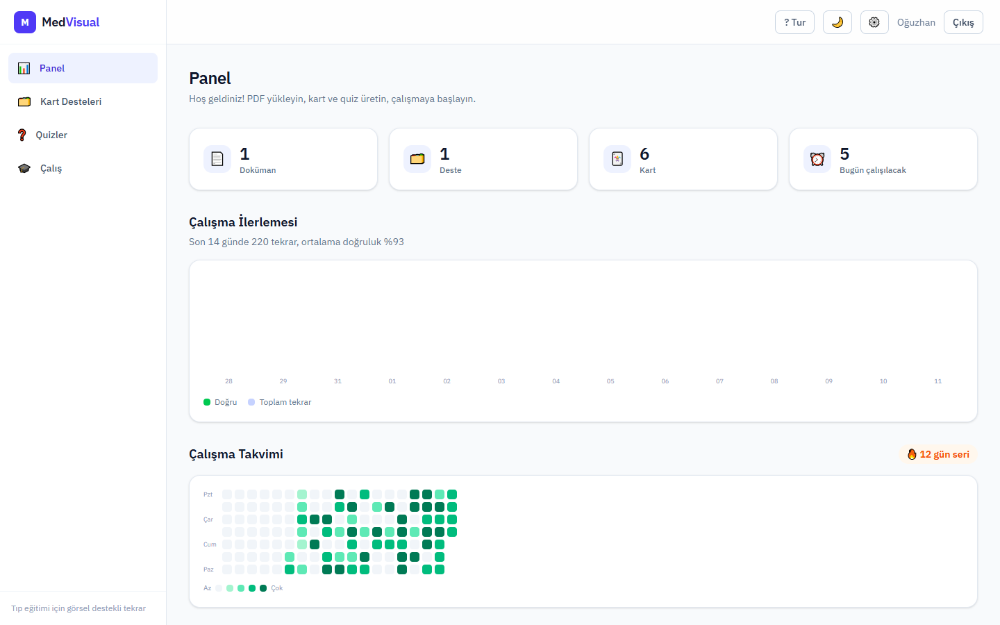 M MedVisual
? Tur
Oğuzhan
Çıkış
Panel
Kart Desteleri
Quizler
Çalış
Tıp eğitimi için görsel destekli tekrar
Panel
Hoş geldiniz! PDF yükleyin, kart ve quiz üretin, çalışmaya başlayın.
1
Doküman
1
Deste
6
Kart
5
Bugün çalışılacak
Çalışma İlerlemesi
Son 14 günde 220 tekrar, ortalama doğruluk %93
28 29 31 01 02 03 04 05 06 07 08 09 10 11
Doğru Toplam tekrar
Çalışma Takvimi
12 gün seri
Pzt
Çar
Cum
Paz
Az Çok